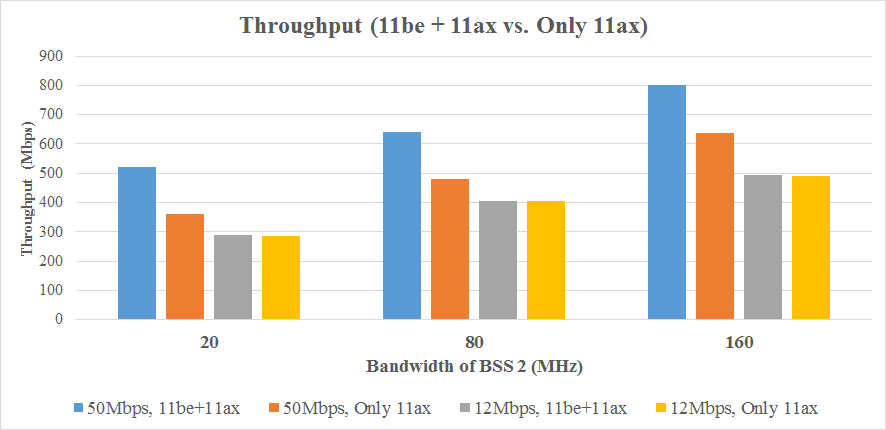 Throughput (11be + 11ax vs. Only 11ax)
900
800
700
600
500
400
300
200
100
0
Throughput (Mbps)
20 80 160
Bandwidth of BSS 2 (MHz)
50Mbps, 11be+11ax 50Mbps, Only 11ax 12Mbps, 11be+11ax 12Mbps, Only 11ax